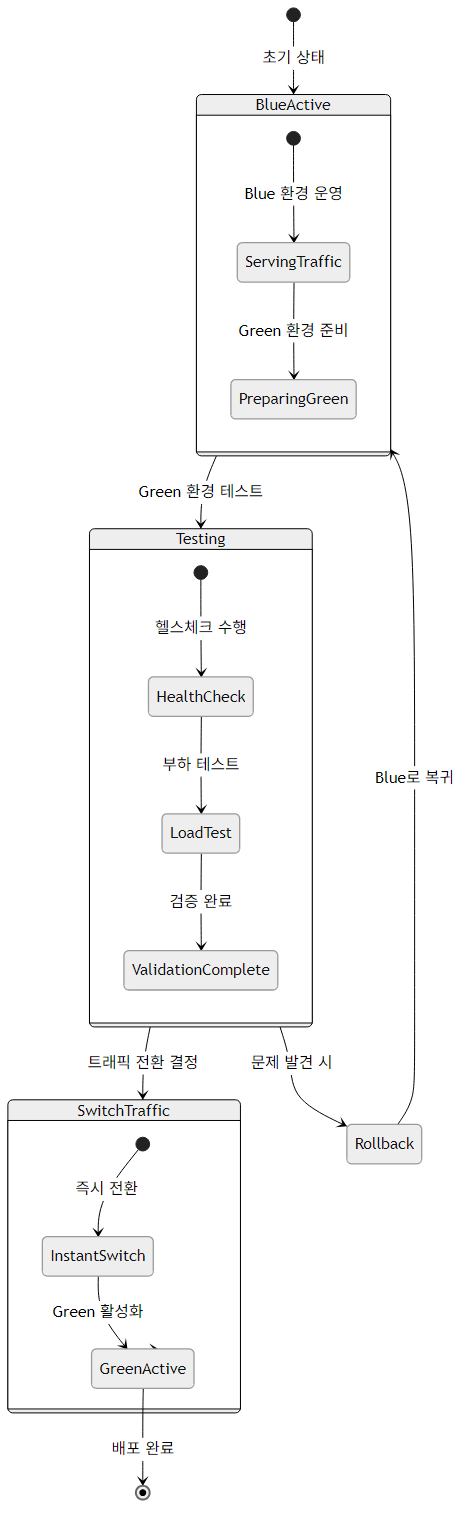 초기 상태
BlueActive
Blue 환경 운영
ServingTraffic
Green 환경 준비
PreparingGreen
Green 환경 테스트
Testing
헬스체크 수행
HealthCheck
부하 테스트
LoadTest
검증 완료
ValidationComplete
트래픽 전환 결정
문제 발견 시
Blue로 복귀
SwitchTraffic
Rollback
즉시 전환
InstantSwitch
Green 활성화
GreenActive
배포 완료